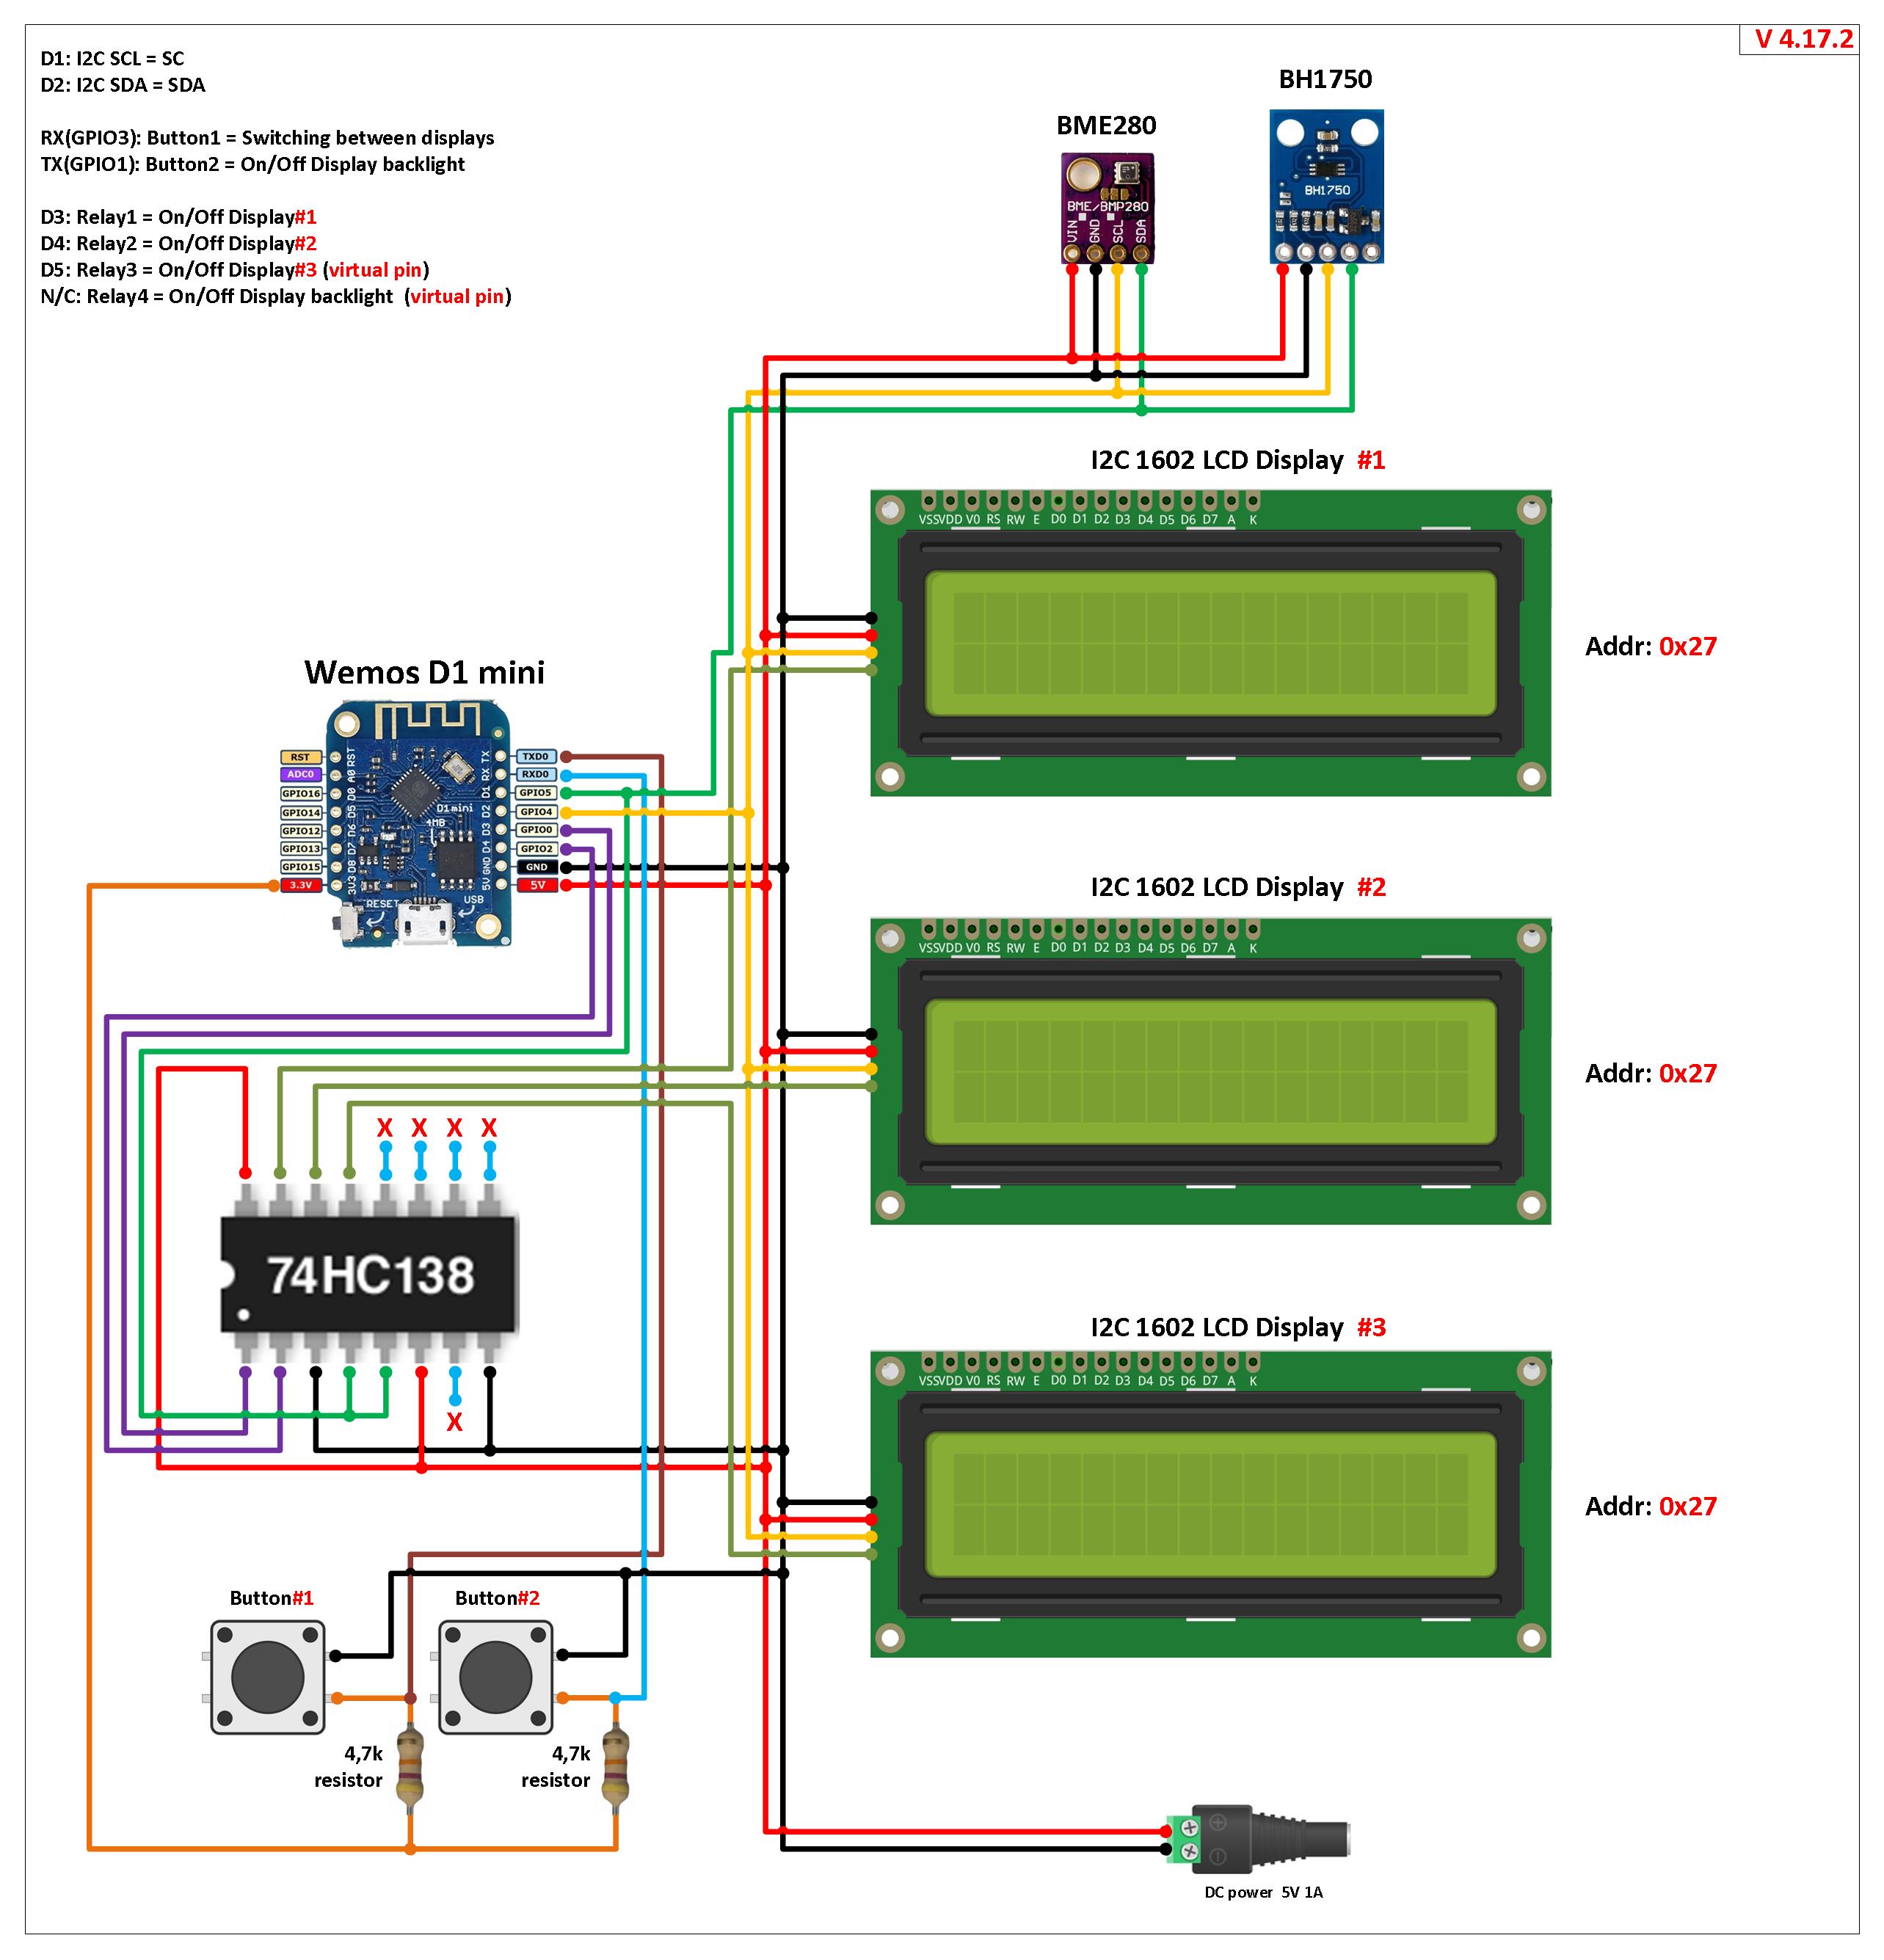 V 4.17.2
D1: I2C SCL = SC
D2: I2C SDA = SDA
RX(GPIO3): Button1 = Switching between displays
TX(GPIO1): Button2 = On/Off Display backlight
D3: Relay1 = On/Off Display#1
D4: Relay2 = On/Off Display#2
D5: Relay3 = On/Off Display#3 (virtual pin)
N/C: Relay4 = On/Off Display backlight (virtual pin)
BH1750
BH1750
BME280
BME/BMP280
VIN GND SCL SDA
I2C 1602 LCD Display #1
VSS VDD V0 RS RW E D0 D1 D2 D3 D4 D5 D6 D7 A K
Addr: 0x27
Wemos D1 mini
RST RST TX TXD0
ADC0 A0 RX RXD0
GPIO16 D0 D1 GPIO5
GPIO14 D5 D2 GPIO4
GPIO12 D6 D3 GPIO0
GPIO13 D7 D4 GPIO2
GPIO15 D8 GND GND
3.3V 3V3 5V 5V
D1 mini
4MB
RESET
USB
I2C 1602 LCD Display #2
VSS VDD V0 RS RW E D0 D1 D2 D3 D4 D5 D6 D7 A K
Addr: 0x27
X X X X
74HC138
X
I2C 1602 LCD Display #3
VSS VDD V0 RS RW E D0 D1 D2 D3 D4 D5 D6 D7 A K
Addr: 0x27
Button#1
Button#2
4,7k
resistor
4,7k
resistor
DC power 5V 1A